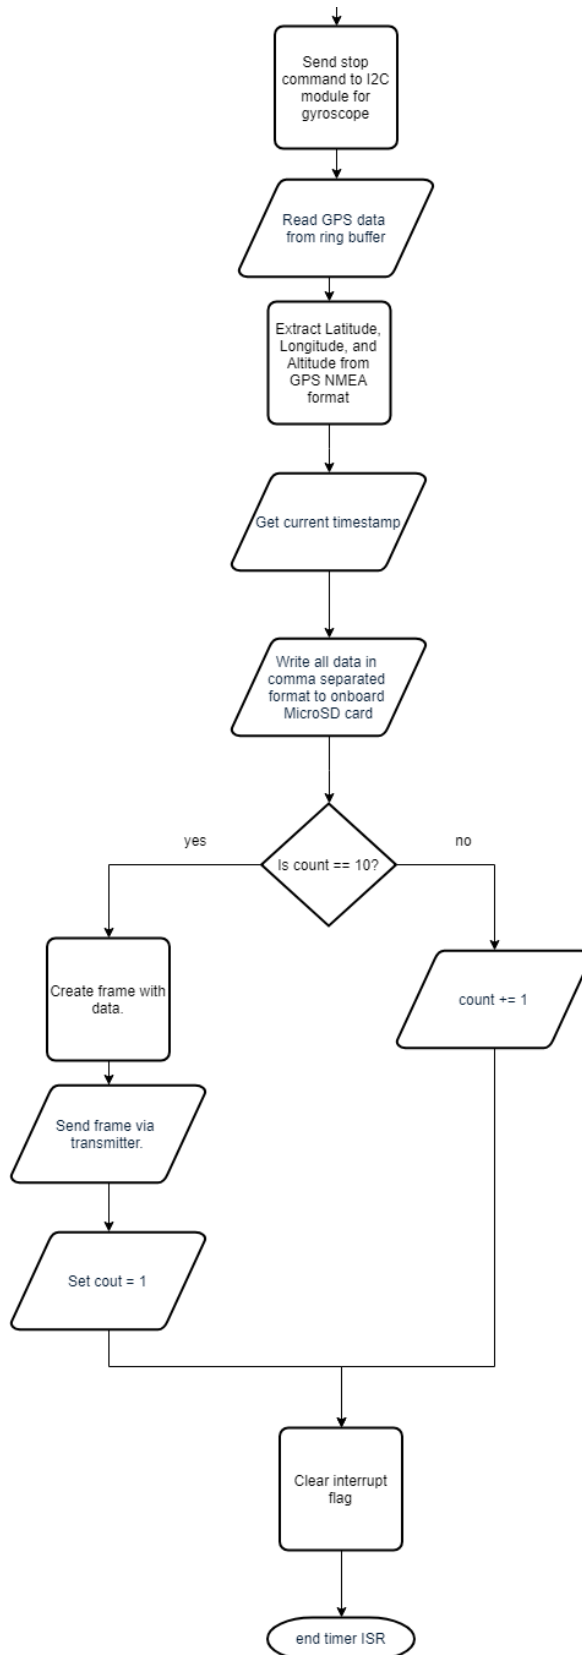 Send stop
command to I2C
module for
gyroscope
Read GPS data
from ring buffer
Extract Latitude,
Longitude, and
Altitude from
GPS NMEA
format
Get current timestamp
Write all data in
comma separated
format to onboard
MicroSD card
Is count == 10?
yes
no
Create frame with
data.
count += 1
Send frame via
transmitter.
Set cout = 1
Clear interrupt
flag
end timer ISR